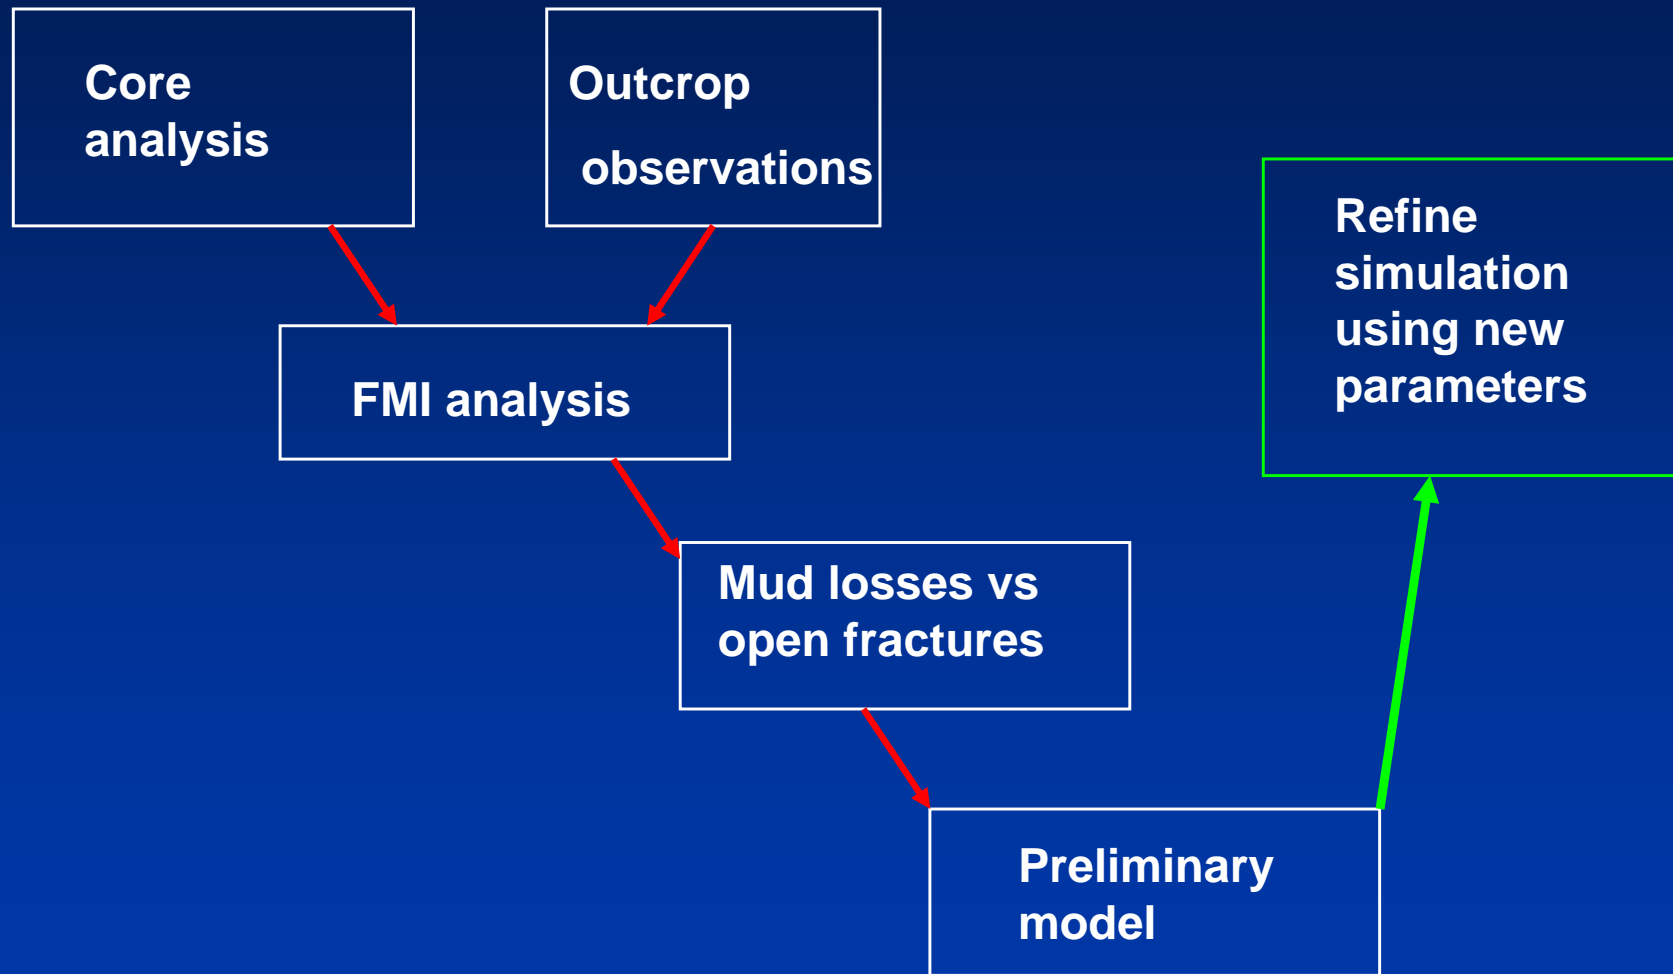 Core
analysis
Outcrop
observations
FMI analysis
Mud losses vs
open fractures
Preliminary
model
Refine
simulation
using new
parameters